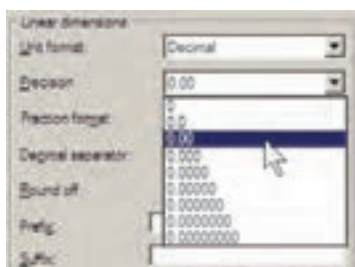 Linear dimensions
Unit format: Decimal
Precision 0.00
0
0.0
Fraction format: 0.00
0.000
Decimal separator: 0.0000
0.00000
Round off: 0.000000
Prefix: 0.0000000
0.00000000
Suffix: